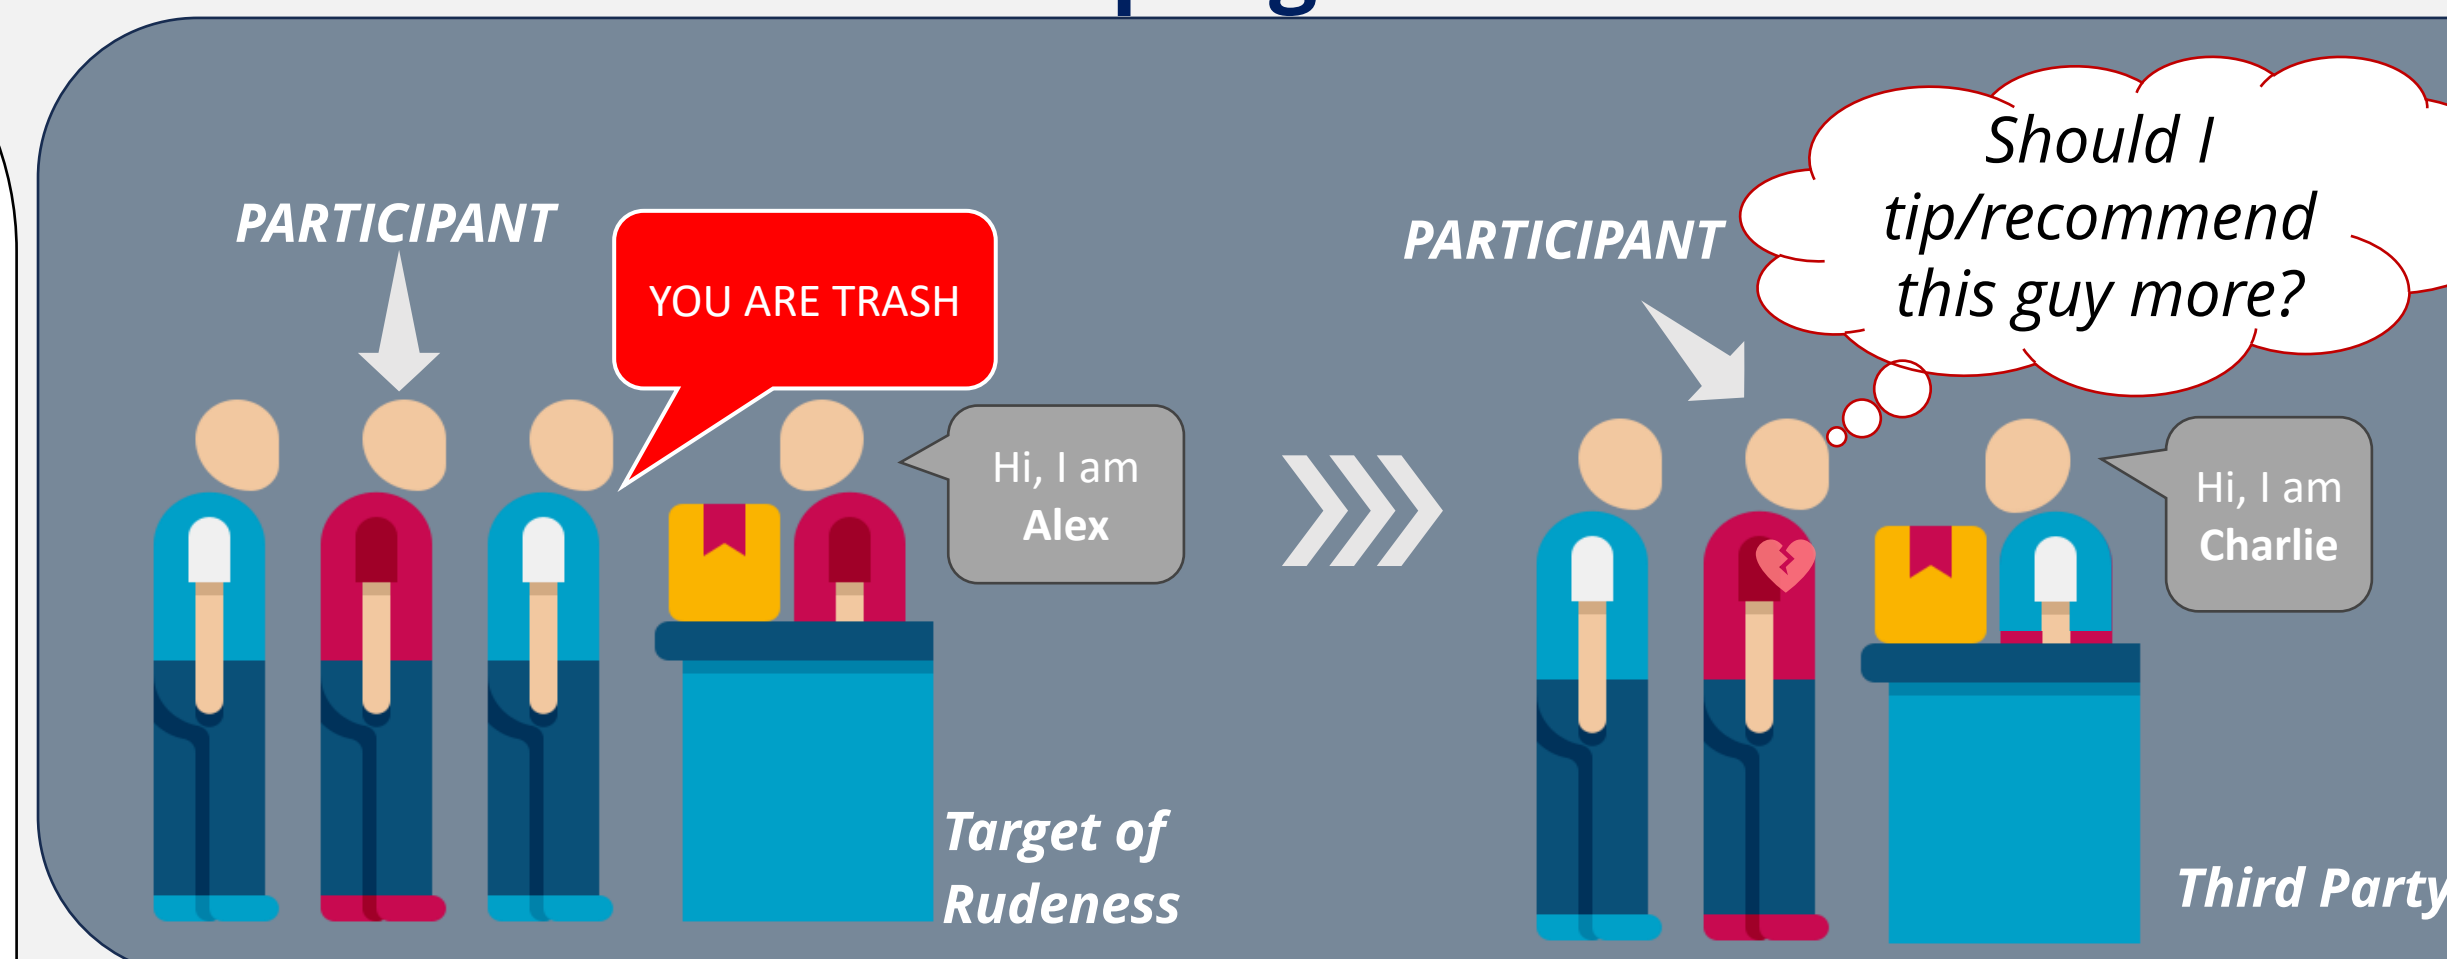 PARTICIPANT
YOU ARE TRASH
Hi, I am
Alex
Target of
Rudeness
PARTICIPANT
Should I
tip/recommend
this guy more?
Hi, I am
Charlie
Third Party